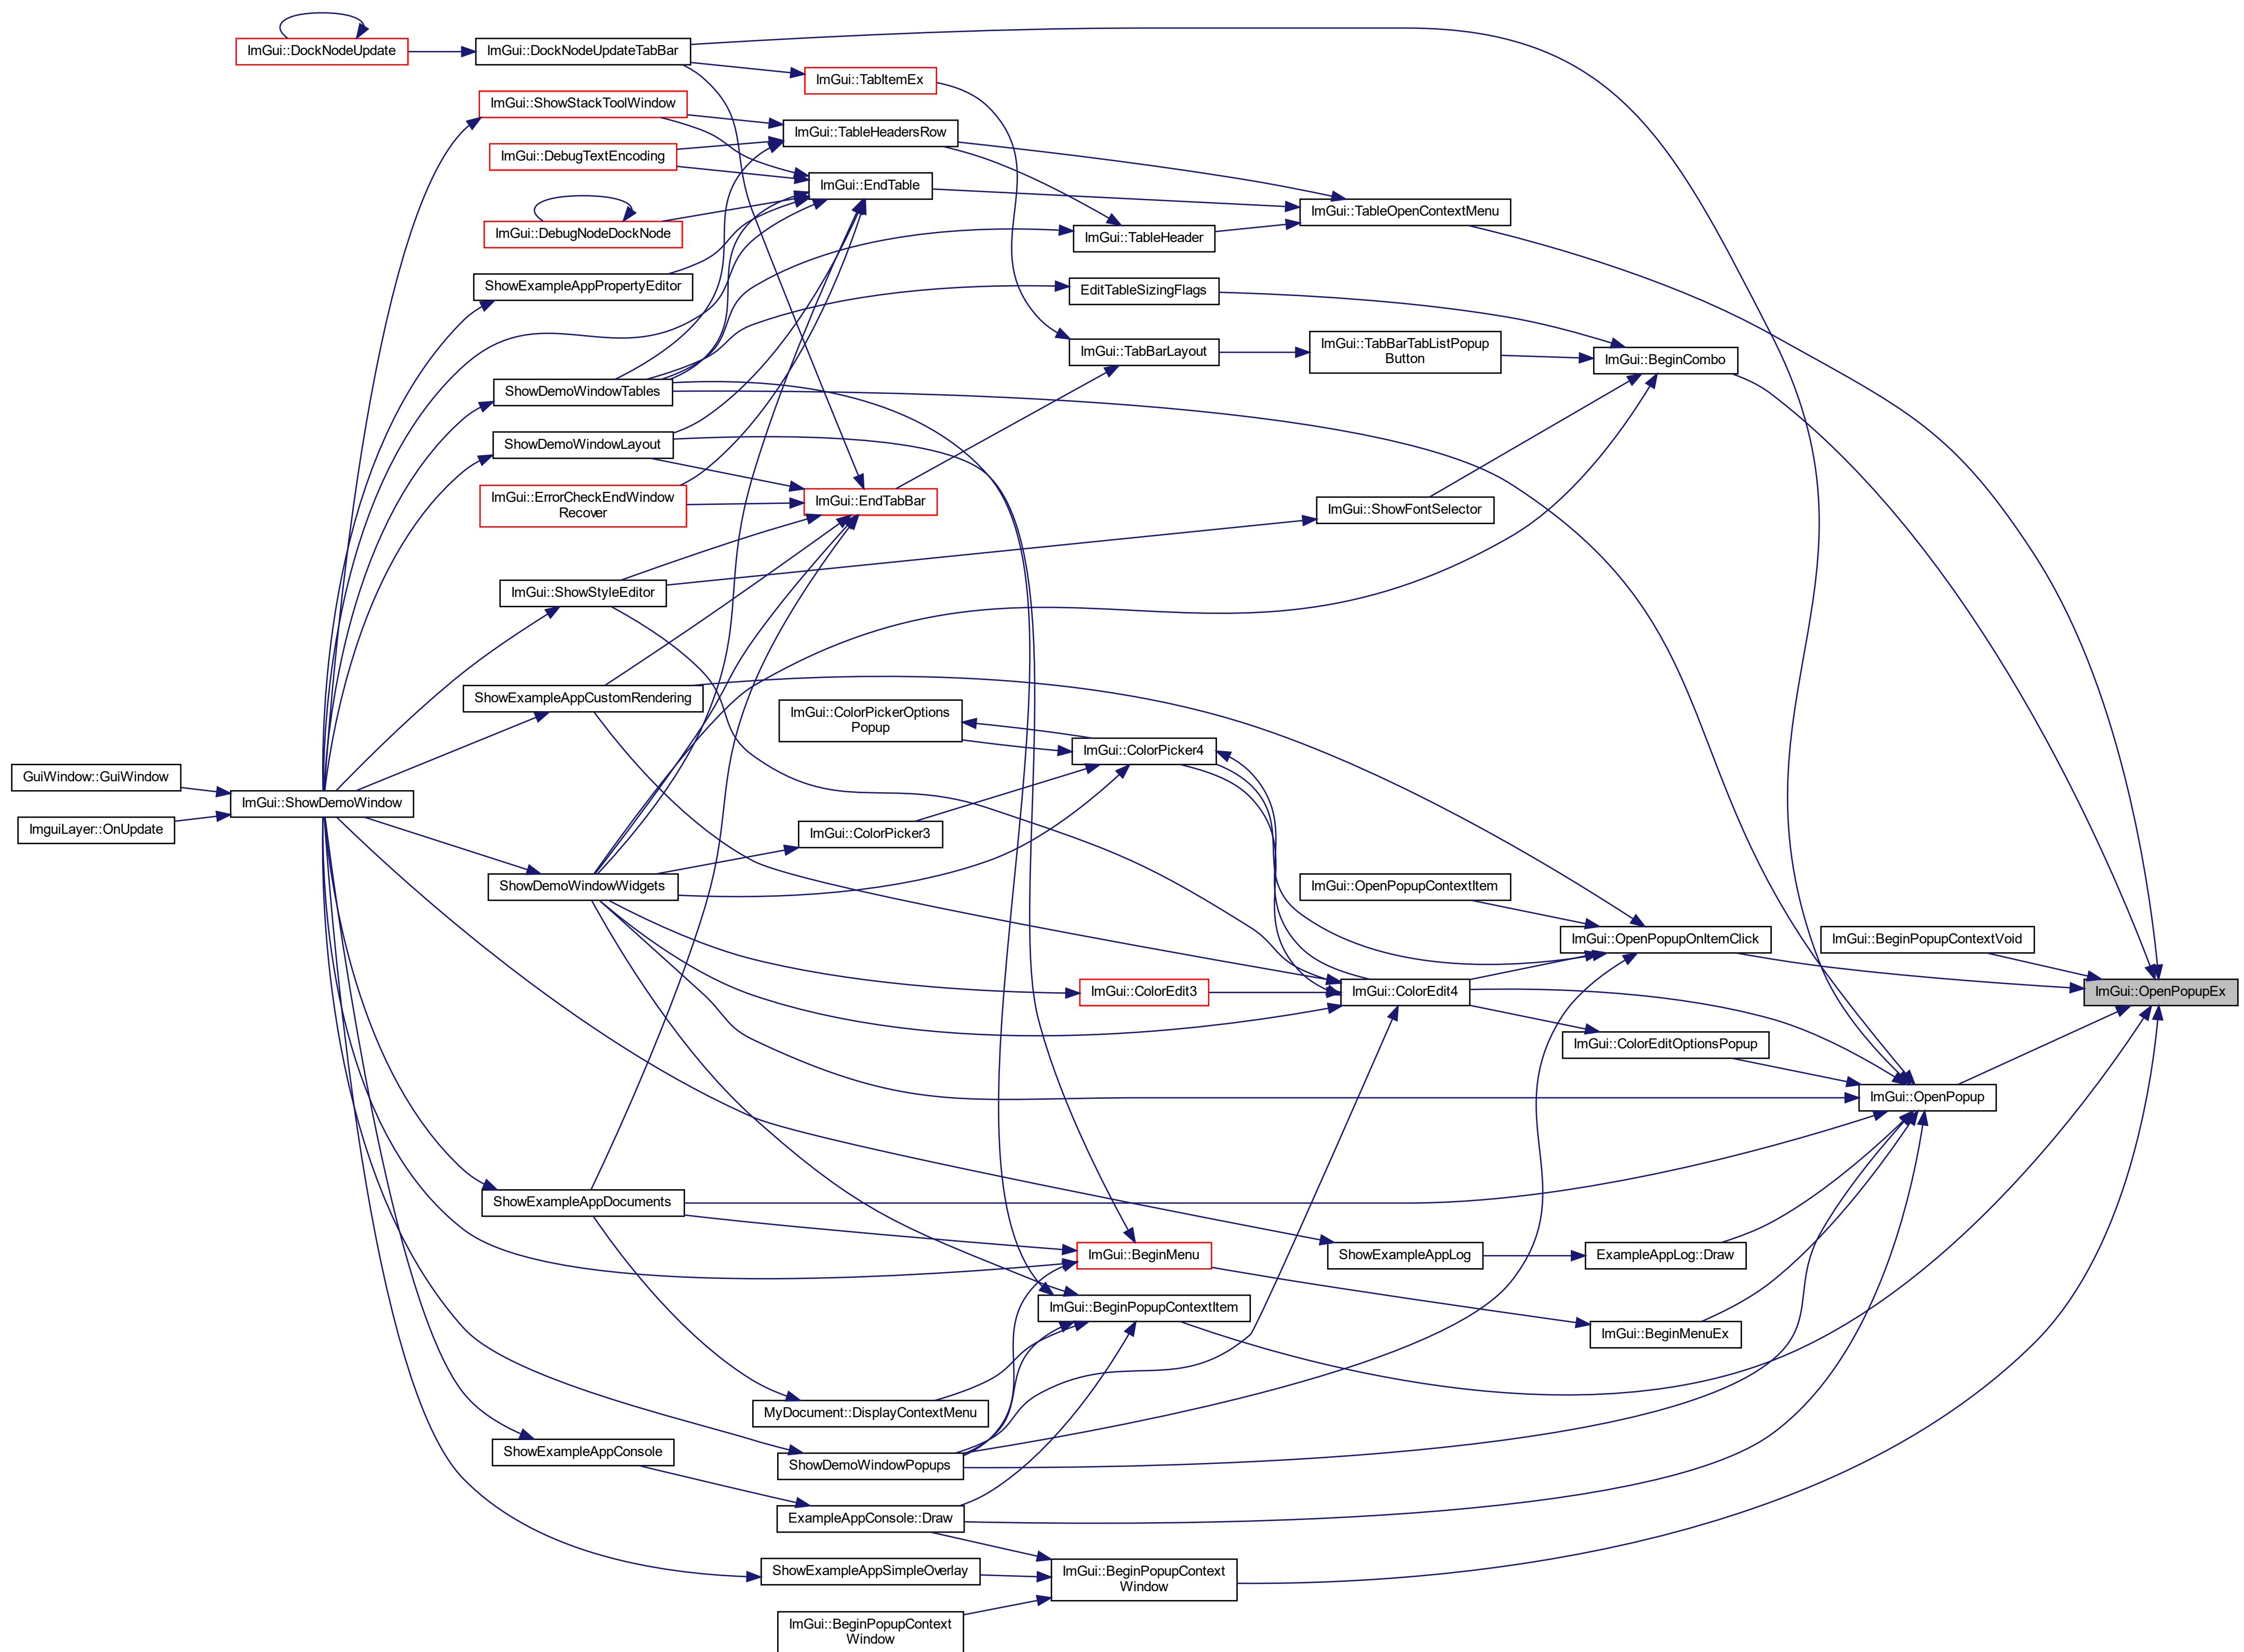 ImGui::DockNodeUpdate
ImGui::DockNodeUpdateTabBar
ImGui::TabItemEx
ImGui::ShowStackToolWindow
ImGui::TableHeadersRow
ImGui::DebugTextEncoding
ImGui::EndTable
ImGui::TableOpenContextMenu
ImGui::DebugNodeDockNode
ImGui::TableHeader
ShowExampleAppPropertyEditor
EditTableSizingFlags
ImGui::TabBarTabListPopup
Button
ImGui::TabBarLayout
ImGui::BeginCombo
ShowDemoWindowTables
ShowDemoWindowLayout
ImGui::ErrorCheckEndWindow
Recover
ImGui::EndTabBar
ImGui::ShowFontSelector
ImGui::ShowStyleEditor
ShowExampleAppCustomRendering
ImGui::ColorPickerOptions
Popup
ImGui::ColorPicker4
GuiWindow::GuiWindow
ImGui::ShowDemoWindow
ImguiLayer::OnUpdate
ImGui::ColorPicker3
ShowDemoWindowWidgets
ImGui::OpenPopupContextItem
ImGui::OpenPopupOnItemClick
ImGui::BeginPopupContextVoid
ImGui::ColorEdit3
ImGui::ColorEdit4
ImGui::OpenPopupEx
ImGui::ColorEditOptionsPopup
ImGui::OpenPopup
ShowExampleAppDocuments
ImGui::BeginMenu
ShowExampleAppLog
ExampleAppLog::Draw
ImGui::BeginPopupContextItem
ImGui::BeginMenuEx
MyDocument::DisplayContextMenu
ShowExampleAppConsole
ShowDemoWindowPopups
ExampleAppConsole::Draw
ShowExampleAppSimpleOverlay
ImGui::BeginPopupContext
Window
ImGui::BeginPopupContext
Window